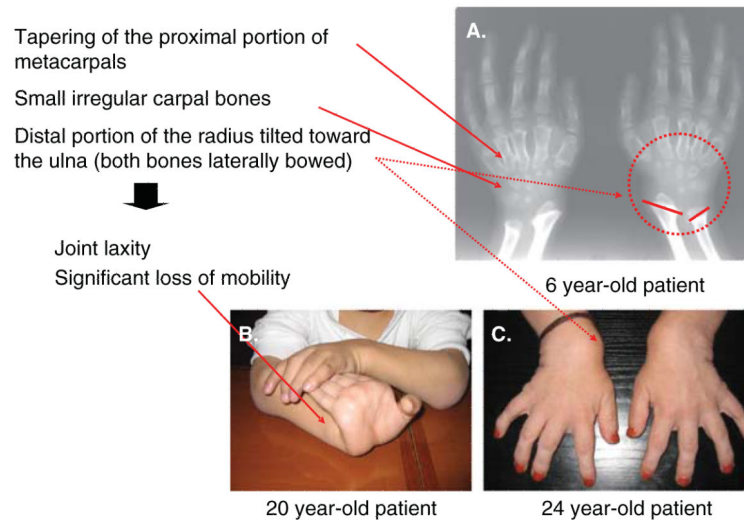 Tapering of the proximal portion of
metacarpals
Small irregular carpal bones
Distal portion of the radius tilted toward
the ulna (both bones laterally bowed)
Joint laxity
Significant loss of mobility
A.
6 year-old patient
B.
20 year-old patient
C.
24 year-old patient